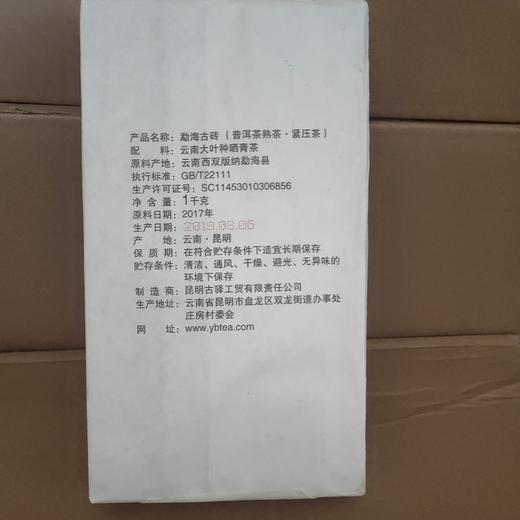 产品名称：勐海古砖（普洱茶熟茶·紧压茶）
配　　料：云南大叶种晒青茶
原料产地：云南西双版纳勐海县
执行标准：GB/T22111
生产许可证号：SC11453010306856
净 含 量：1千克
原料日期：2017年
生产日期：2019.08.06
产　　地：云南·昆明
保 质 期：在符合贮存条件下适宜长期保存
贮存条件：清洁、通风、干燥、避光、无异味的
环境下保存
制 造 商：昆明古驿工贸有限责任公司
生产地址：云南省昆明市盘龙区双龙街道办事处
庄房村委会
网　　址：www.ybtea.com